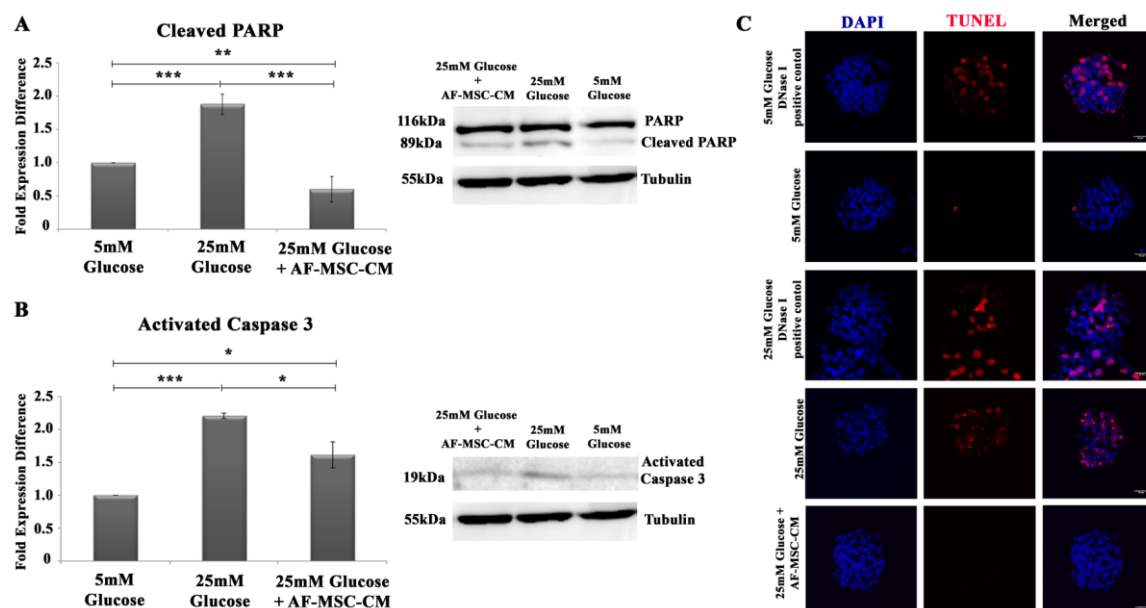 A
Cleaved PARP
**
*** ***
Fold Expression Difference
2.0
1.5
1.0
0.5
0
5mM
Glucose
25mM
Glucose
25mM Glucose
+ AF-MSC-CM
25mM Glucose
+
AF-MSC-CM
25mM
Glucose
5mM
Glucose
116kDa
PARP
89kDa
Cleaved PARP
55kDa
Tubulin
B
Activated Caspase 3
*
*** *
Fold Expression Difference
2.5
2.0
1.5
1.0
0.5
0
5mM
Glucose
25mM
Glucose
25mM Glucose
+ AF-MSC-CM
25mM Glucose
+
AF-MSC-CM
25mM
Glucose
5mM
Glucose
19kDa
Activated
Caspase 3
55kDa
Tubulin
C
DAPI TUNEL Merged
5mM Glucose
DNase I
positive contol
5mM Glucose
25mM Glucose
DNase I
positive contol
25mM Glucose
25mM Glucose +
AF-MSC-CM